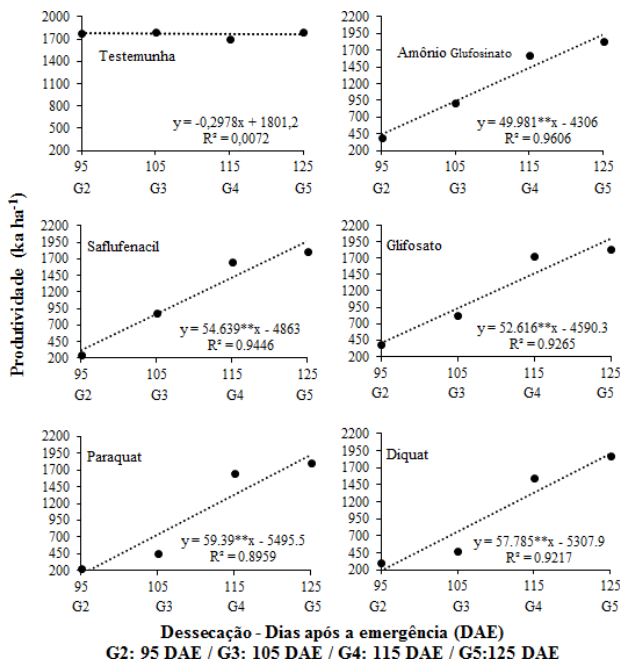 Produtividade (ka ha⁻¹)
2000
1800
1600
1400
1200
1000
800
600
400
200
Testemunha
y = -0,2978x + 1801,2
R² = 0,0072
95 105 115 125
G2 G3 G4 G5
2200
1950
1700
1450
1200
950
700
450
200
Amônio Glufosinato
y = 49.981**x - 4306
R² = 0.9606
95 105 115 125
G2 G3 G4 G5
2200
1950
1700
1450
1200
950
700
450
200
Saflufenacil
y = 54.639**x - 4863
R² = 0.9446
95 105 115 125
G2 G3 G4 G5
2200
1950
1700
1450
1200
950
700
450
200
Glifosato
y = 52.616**x - 4590.3
R² = 0.9265
95 105 115 125
G2 G3 G4 G5
2200
1950
1700
1450
1200
950
700
450
200
Paraquat
y = 59.39**x - 5495.5
R² = 0.8959
95 105 115 125
G2 G3 G4 G5
2200
1950
1700
1450
1200
950
700
450
200
Diquat
y = 57.785**x - 5307.9
R² = 0.9217
95 105 115 125
G2 G3 G4 G5
Dessecação - Dias após a emergência (DAE)
G2: 95 DAE / G3: 105 DAE / G4: 115 DAE / G5:125 DAE